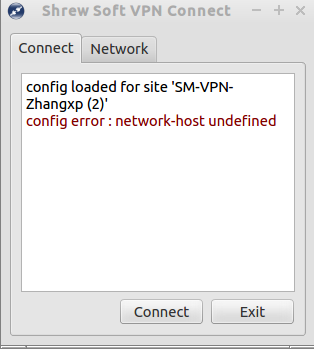 Shrew Soft VPN Connect
Connect
Network
config loaded for site 'SM-VPN-
Zhangxp (2)'
config error : network-host undefined
Connect
Exit